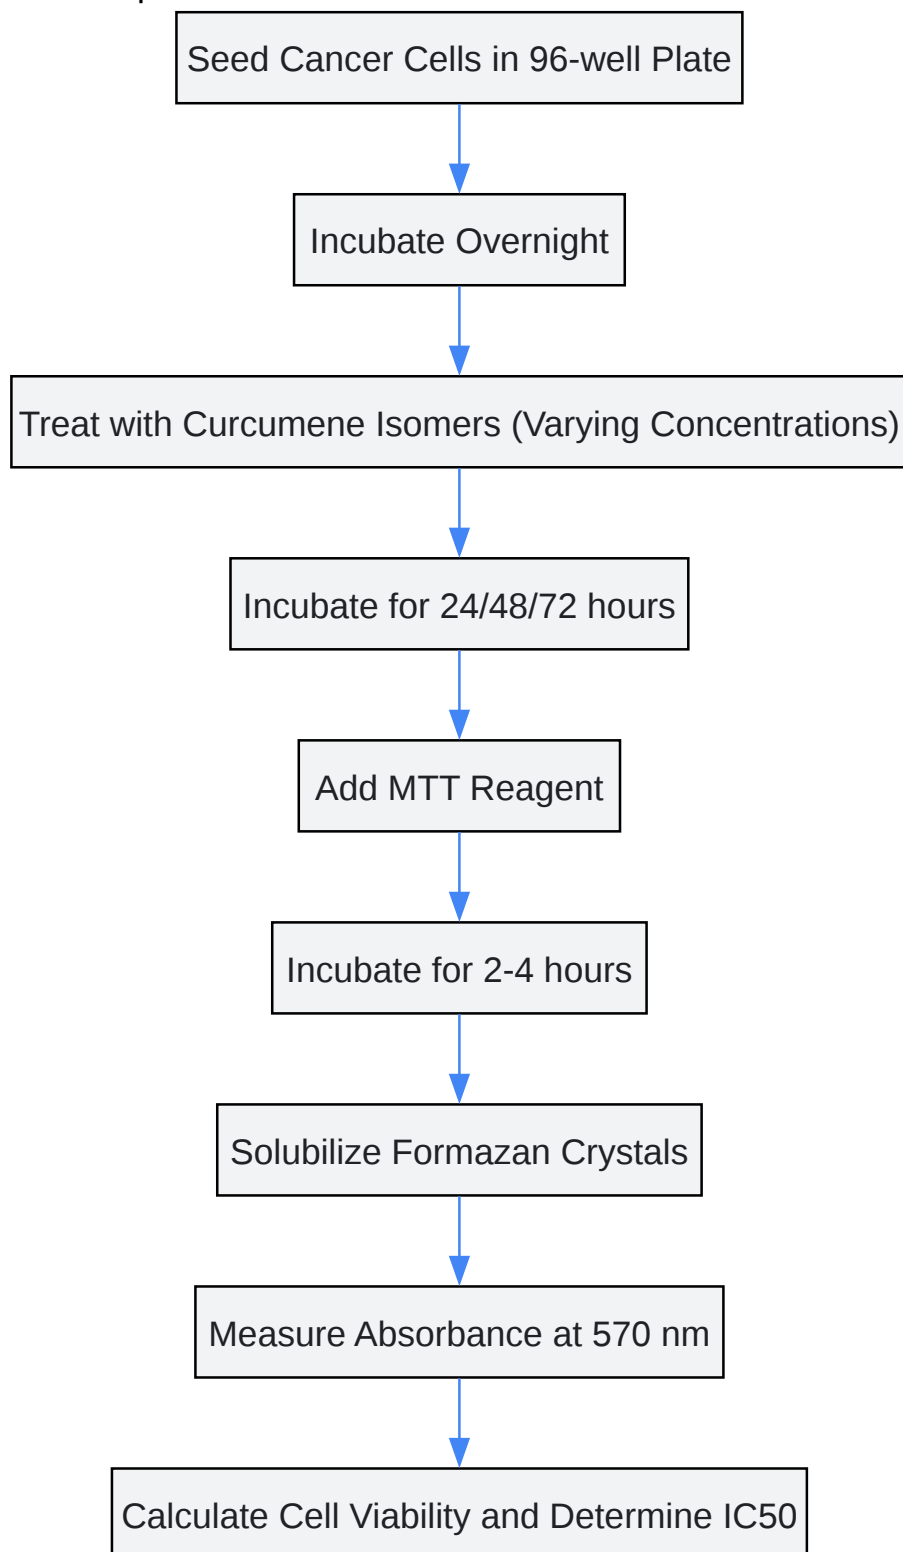 Seed Cancer Cells in 96-well Plate
Incubate Overnight
Treat with Curcumene Isomers (Varying Concentrations)
Incubate for 24/48/72 hours
Add MTT Reagent
Incubate for 2-4 hours
Solubilize Formazan Crystals
Measure Absorbance at 570 nm
Calculate Cell Viability and Determine IC50